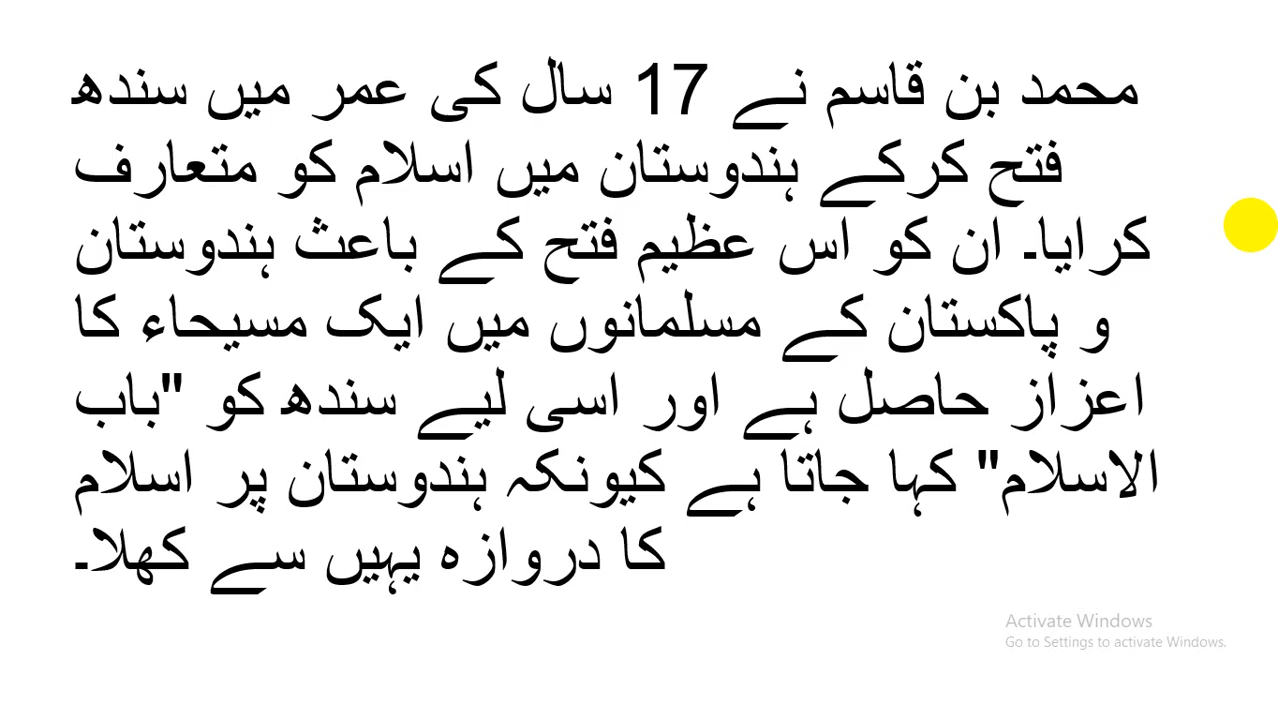 محمد بن قاسم نے 17 سال کی عمر میں سندھ
فتح کرکے ہندوستان میں اسلام کو متعارف
کرایا۔ ان کو اس عظیم فتح کے باعث ہندوستان
و پاکستان کے مسلمانوں میں ایک مسیحاء کا
اعزاز حاصل ہے اور اسی لیے سندھ کو "باب
الاسلام" کہا جاتا ہے کیونکہ ہندوستان پر اسلام
کا دروازہ یہیں سے کھلا۔
Activate Windows
Go to Settings to activate Windows.